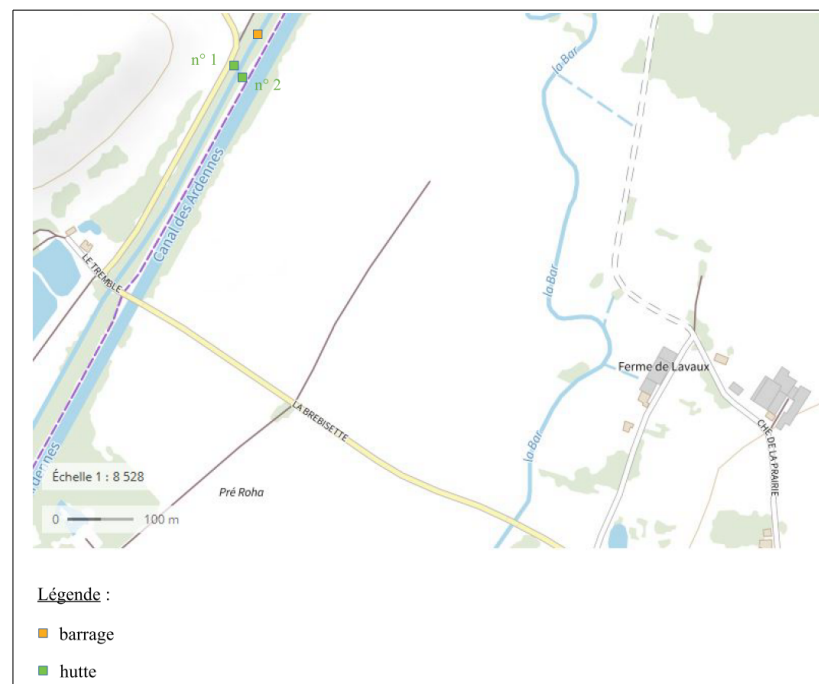 n° 1
n° 2
la Bar
Canal des Ardennes
LE TREMBLE
la Bar
Ferme de Lavaux
LA BREBISETTE
la Bar
CHE DE LA PRAIRIE
Échelle 1 : 8 528
Pré Roha
ardennes
0 100 m
Légende :
barrage
hutte